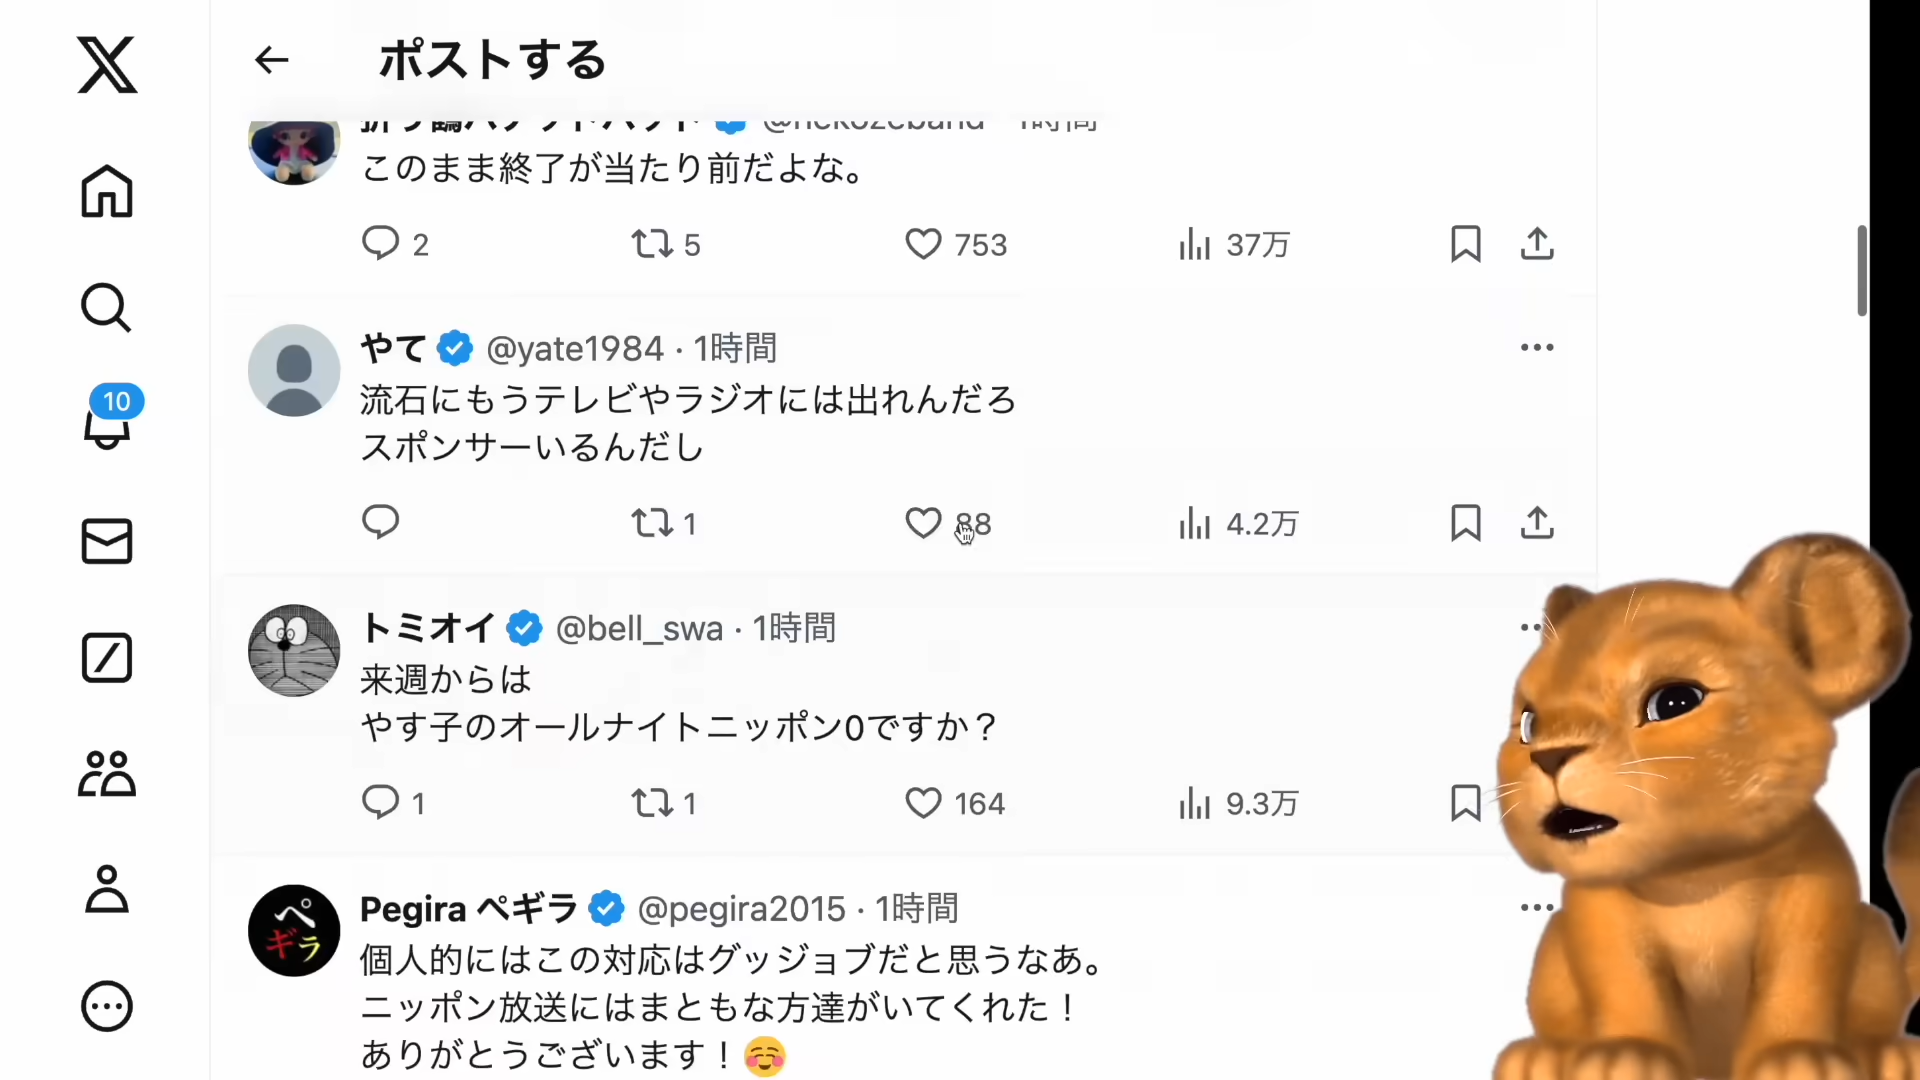 ポストする
1時間
このまま終了が当たり前だよな。
2 5 753 37万
やて @yate1984 · 1時間
流石にもうテレビやラジオには出れんだろ
スポンサーいるんだし
1 88 4.2万
10
トミオイ @bell_swa · 1時間
来週からは
やす子のオールナイトニッポン0ですか？
1 1 164 9.3万
ペギラ
Pegira ペギラ @pegira2015 · 1時間
個人的にはこの対応はグッジョブだと思うなあ。
ニッポン放送にはまともな方達がいてくれた！
ありがとうございます！😊